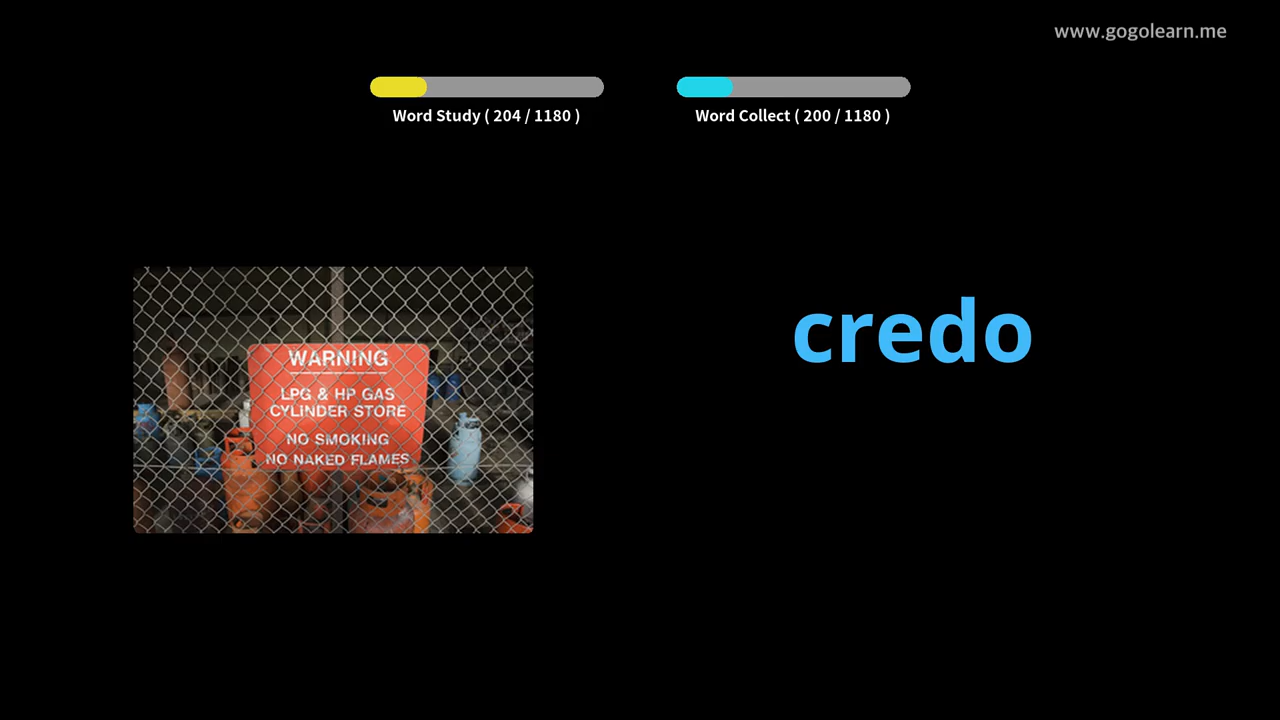 www.gogolearn.me
Word Study ( 204 / 1180 )
Word Collect ( 200 / 1180 )
credo
WARNING
LPG & HP GAS
CYLINDER STORE
NO SMOKING
NO NAKED FLAMES